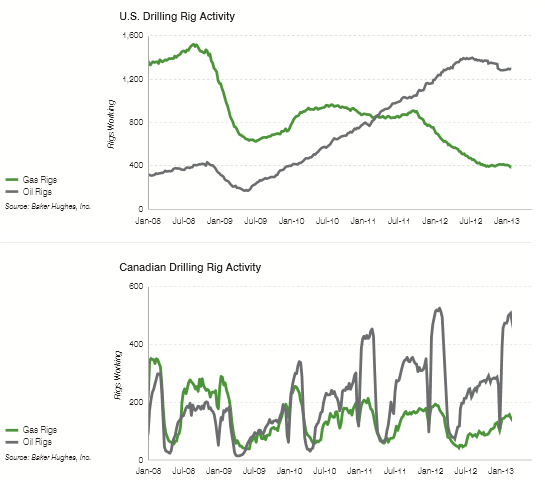 U.S. Drilling Rig Activity
1,600
1,200
800
400
0
Rigs Working
Jan-08 Jul-08 Jan-09 Jul-09 Jan-10 Jul-10 Jan-11 Jul-11 Jan-12 Jul-12 Jan-13
Gas Rigs
Oil Rigs
Source: Baker Hughes, Inc.
Canadian Drilling Rig Activity
600
400
200
0
Rigs Working
Jan-08 Jul-08 Jan-09 Jul-09 Jan-10 Jul-10 Jan-11 Jul-11 Jan-12 Jul-12 Jan-13
Gas Rigs
Oil Rigs
Source: Baker Hughes, Inc.